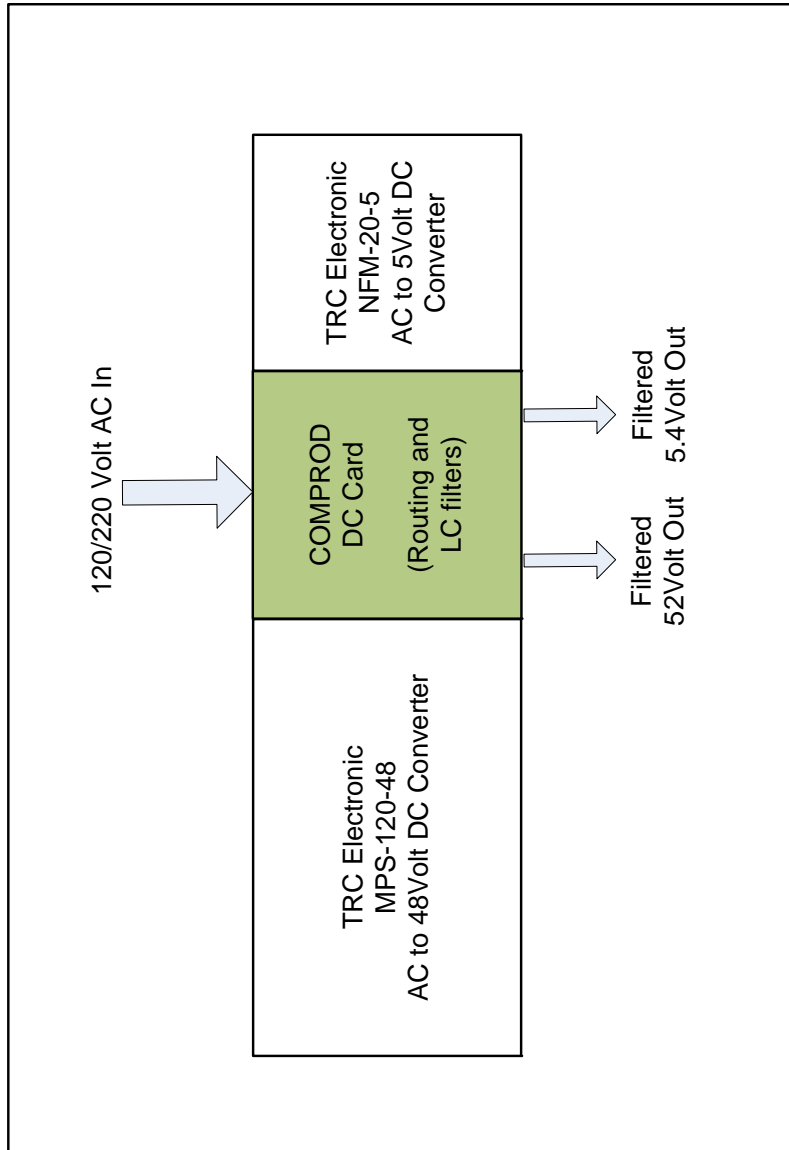 120/220 Volt AC In
TRC Electronic
MPS-120-48
AC to 48Volt DC Converter
COMPROD
DC Card
(Routing and
LC filters)
TRC Electronic
NFM-20-5
AC to 5Volt DC
Converter
Filtered
52Volt Out
Filtered
5.4Volt Out